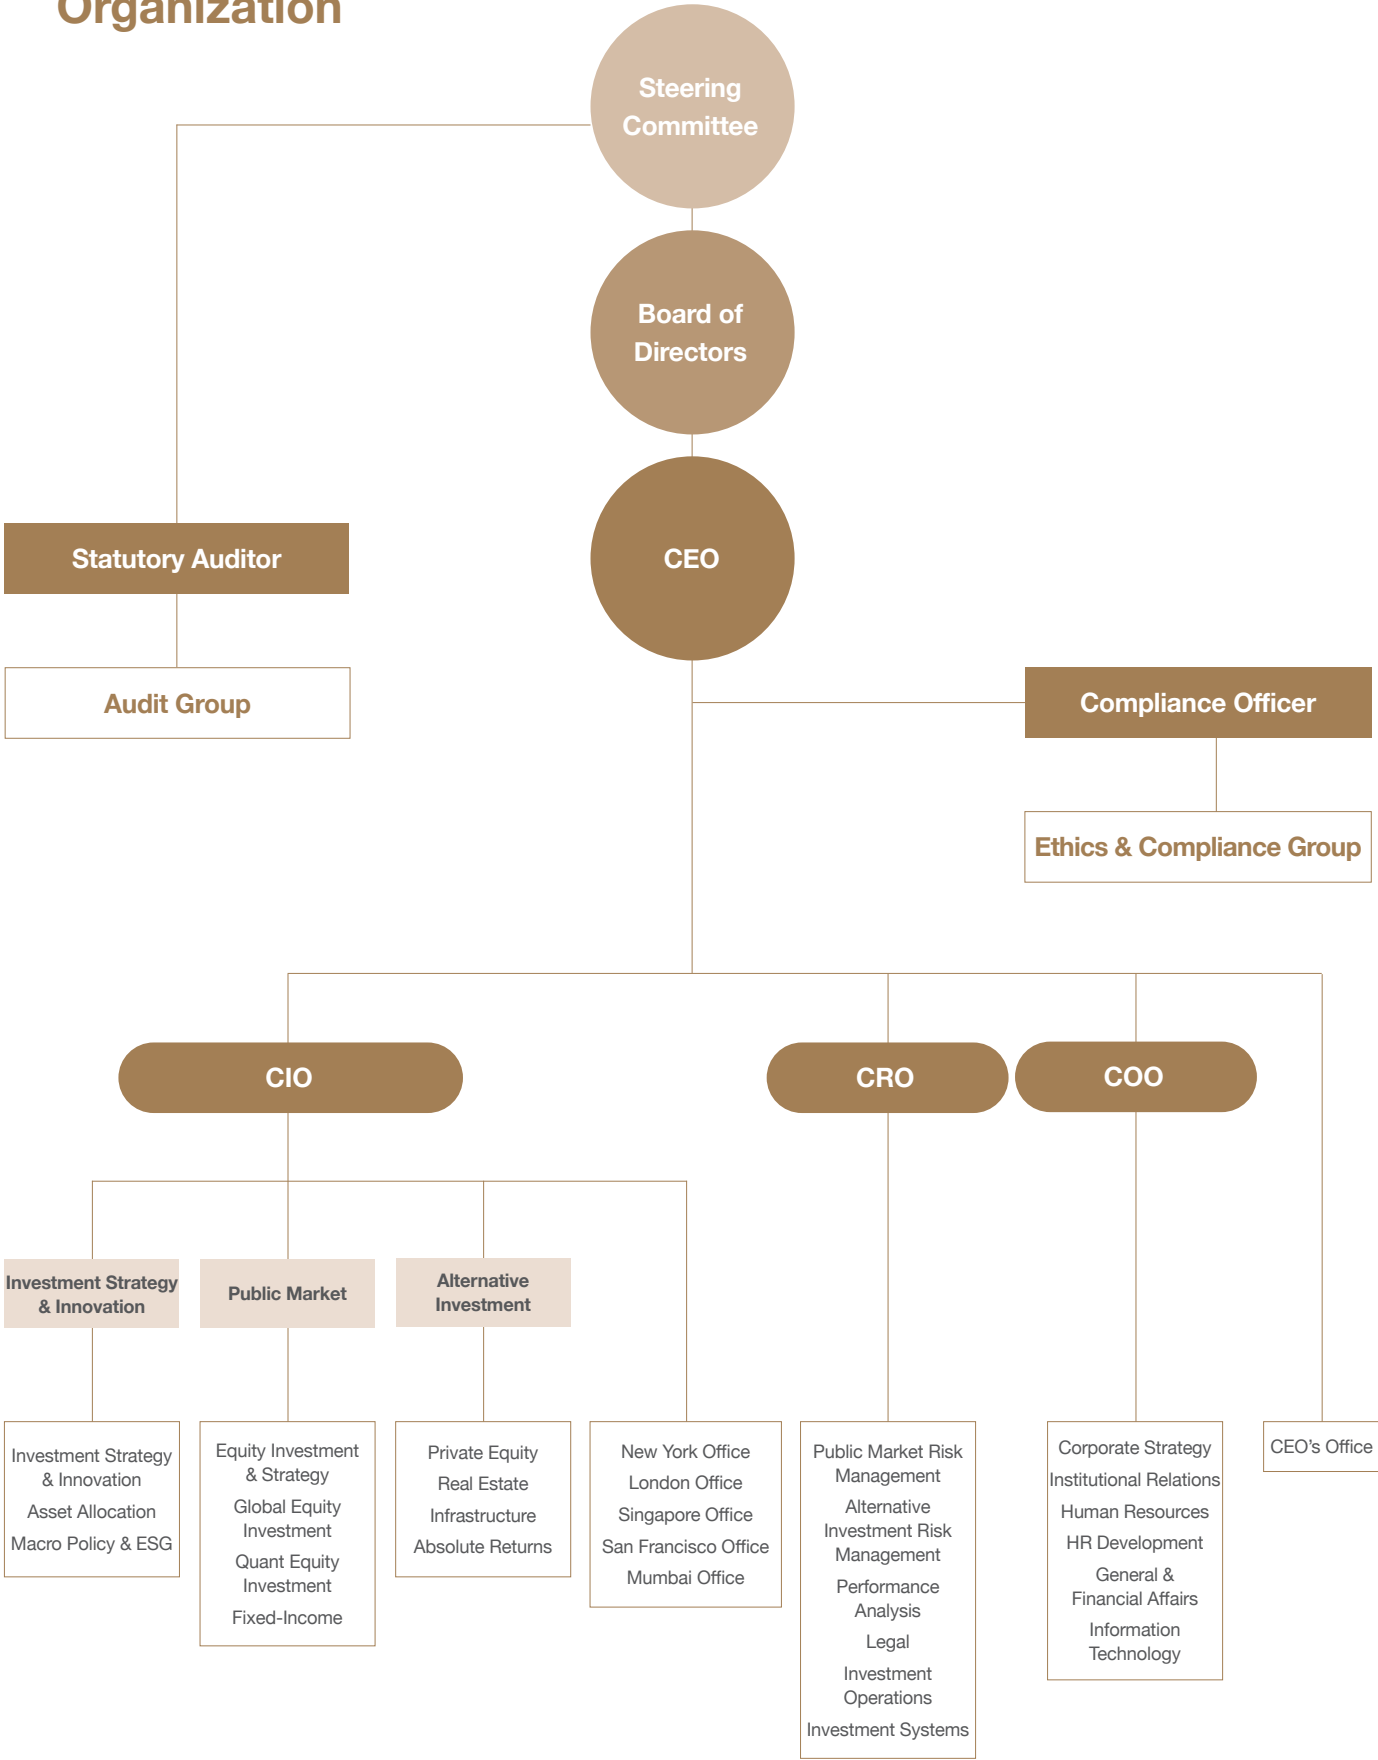 Organization
Steering
Committee
Board of
Directors
CEO
Statutory Auditor
Audit Group
Compliance Officer
Ethics & Compliance Group
CIO
CRO
COO
Investment Strategy
& Innovation
Public Market
Alternative
Investment
Investment Strategy
& Innovation
Asset Allocation
Macro Policy & ESG
Equity Investment
& Strategy
Global Equity
Investment
Quant Equity
Investment
Fixed-Income
Private Equity
Real Estate
Infrastructure
Absolute Returns
New York Office
London Office
Singapore Office
San Francisco Office
Mumbai Office
Public Market Risk
Management
Alternative
Investment Risk
Management
Performance
Analysis
Legal
Investment
Operations
Investment Systems
Corporate Strategy
Institutional Relations
Human Resources
HR Development
General &
Financial Affairs
Information
Technology
CEO's Office